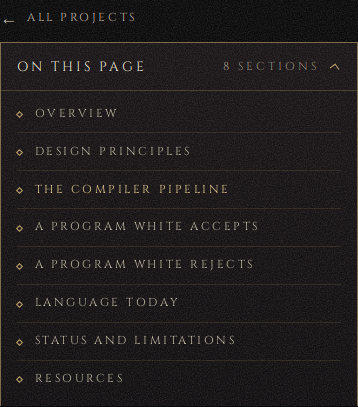 ← ALL PROJECTS
ON THIS PAGE 8 SECTIONS
OVERVIEW
DESIGN PRINCIPLES
THE COMPILER PIPELINE
A PROGRAM WHITE ACCEPTS
A PROGRAM WHITE REJECTS
LANGUAGE TODAY
STATUS AND LIMITATIONS
RESOURCES